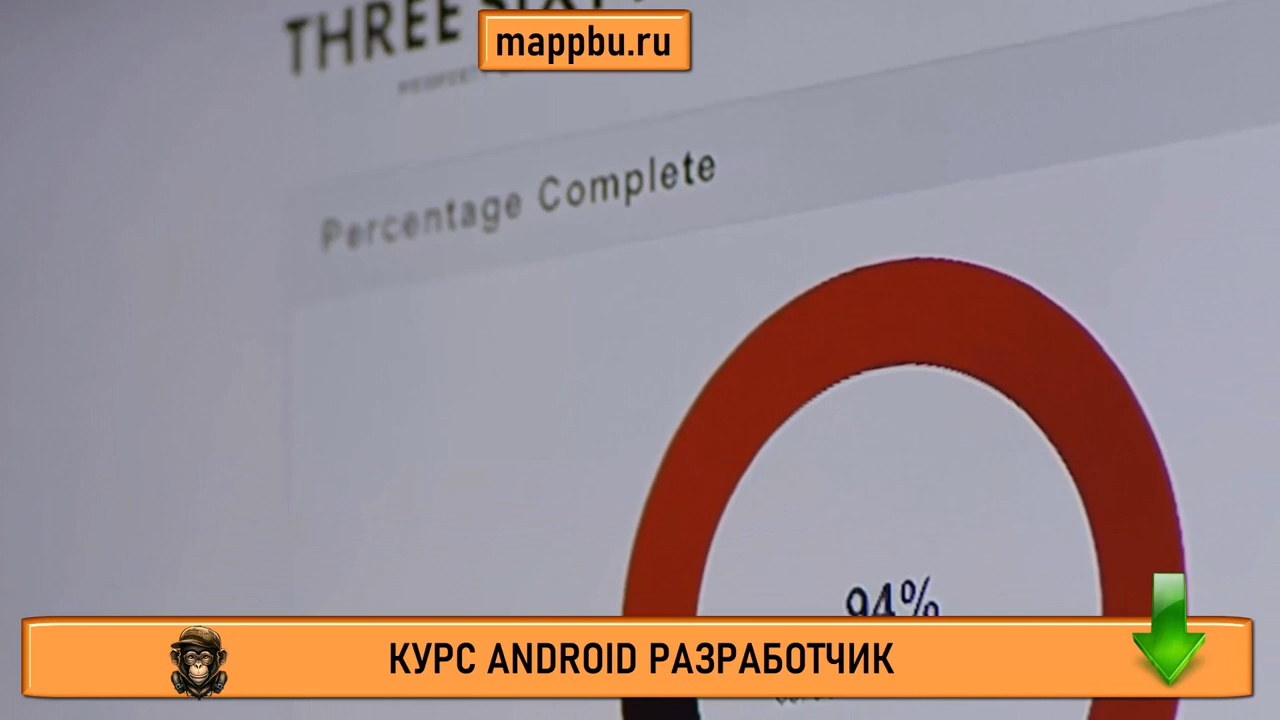 THREE
mappbu.ru
Percentage Complete
94%
КУРС ANDROID РАЗРАБОТЧИК